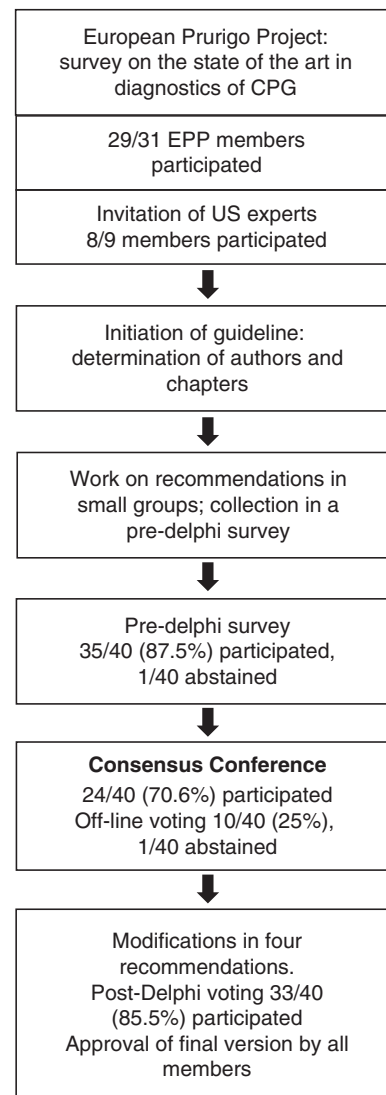 European Prurigo Project:
survey on the state of the art in
diagnostics of CPG
29/31 EPP members
participated
Invitation of US experts
8/9 members participated
Initiation of guideline:
determination of authors and
chapters
Work on recommendations in
small groups; collection in a
pre-delphi survey
Pre-delphi survey
35/40 (87.5%) participated,
1/40 abstained
Consensus Conference
24/40 (70.6%) participated
Off-line voting 10/40 (25%),
1/40 abstained
Modifications in four
recommendations.
Post-Delphi voting 33/40
(85.5%) participated
Approval of final version by all
members